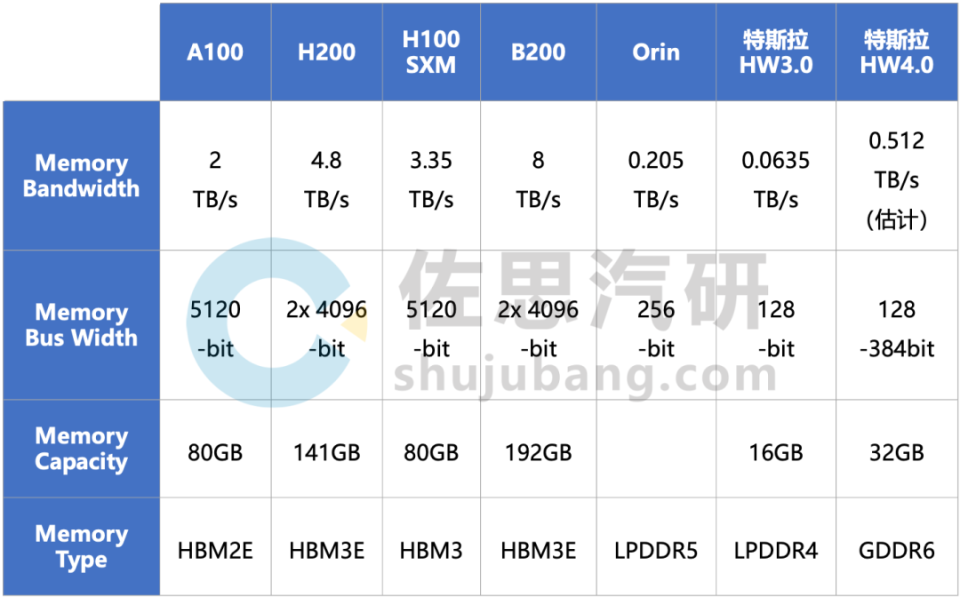 A100 H200 H100 SXM B200 Orin 特斯拉 HW3.0 特斯拉 HW4.0
Memory Bandwidth 2 TB/s 4.8 TB/s 3.35 TB/s 8 TB/s 0.205 TB/s 0.0635 TB/s 0.512 TB/s (估计)
Memory Bus Width 5120 -bit 2x 4096 -bit 5120 -bit 2x 4096 -bit 256 -bit 128 -bit 128 -384bit
Memory Capacity 80GB 141GB 80GB 192GB 16GB 32GB
Memory Type HBM2E HBM3E HBM3 HBM3E LPDDR5 LPDDR4 GDDR6
佐思汽研
shujubang.com